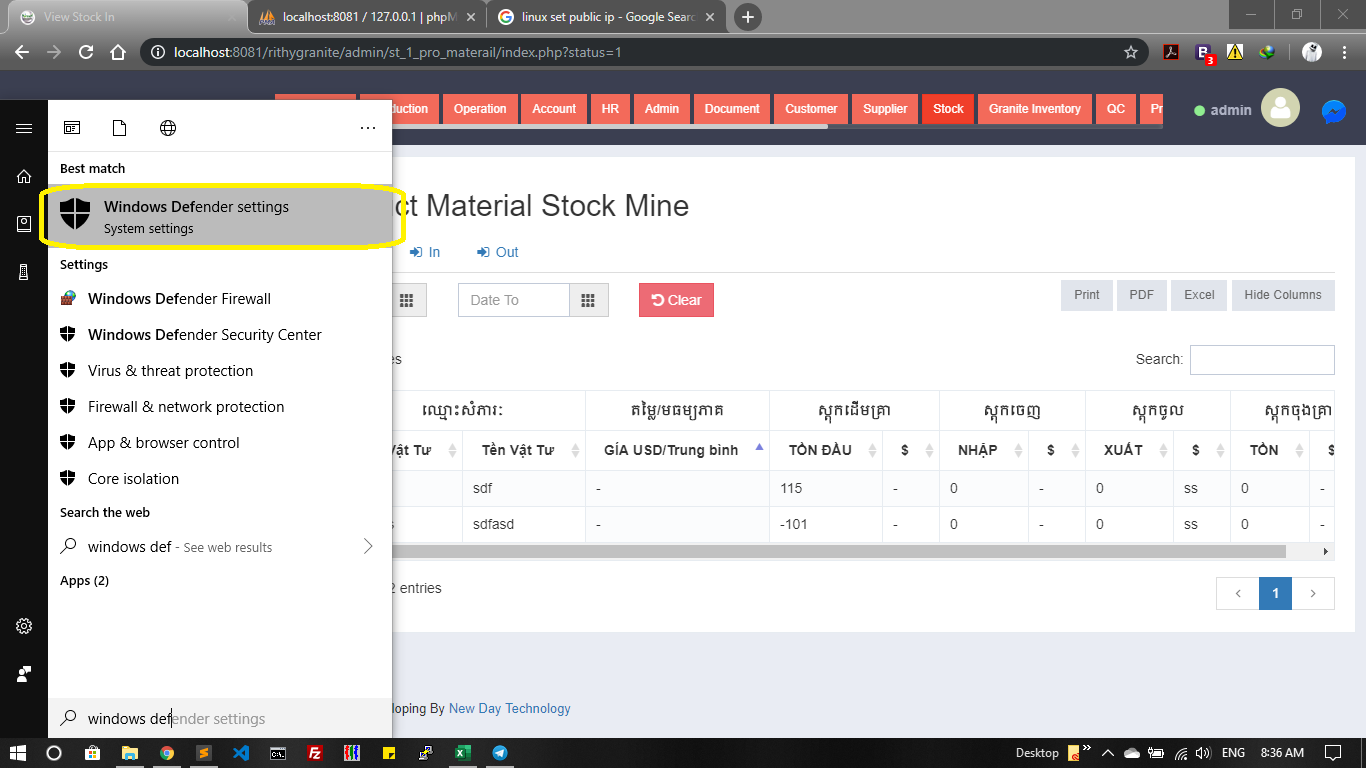 View Stock In
localhost:8081 / 127.0.0.1 | phpM
linux set public ip - Google Searc
localhost:8081/rithygranite/admin/st_1_pro_materail/index.php?status=1
3
Operation
Account
HR
Admin
Document
Customer
Supplier
Stock
Granite Inventory
QC
Pr
admin
Best match
Windows Defender settings
System settings
Settings
Windows Defender Firewall
Windows Defender Security Center
Virus & threat protection
Firewall & network protection
App & browser control
Core isolation
Search the web
windows def - See web results
Apps (2)
windows defender settings
ct Material Stock Mine
In
Out
Date To
Clear
Print
PDF
Excel
Hide Columns
es
Search:
ឈ្មោះសំភារៈ
តម្លៃ/មធម្យភាគ
ស្តុកដើមគ្រា
ស្តុកចេញ
ស្តុកចូល
ស្តុកចុងគ្រា
Vật Tư
Tên Vật Tư
GÍA USD/Trung bình
TỒN ĐẦU
$
NHẬP
$
XUẤT
$
TỒN
$
sdf
-
115
-
0
-
0
ss
0
-
s
sdfasd
-
-101
-
0
-
0
ss
0
-
2 entries
1
loping By New Day Technology
Desktop
ENG
8:36 AM